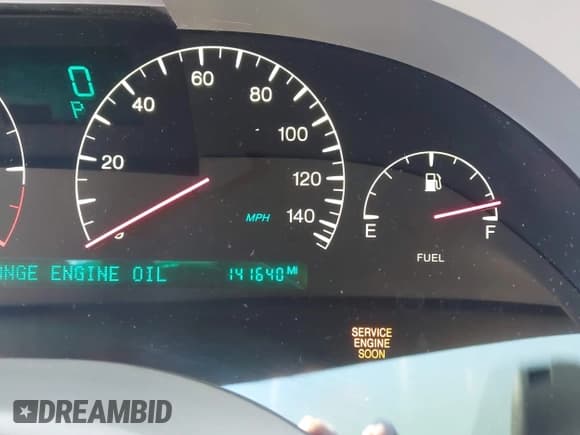 0
P
20
40
60
80
100
120
140
MPH
E
F
FUEL
ENGINE OIL
141640 MI
SERVICE
ENGINE
SOON
DREAMBID